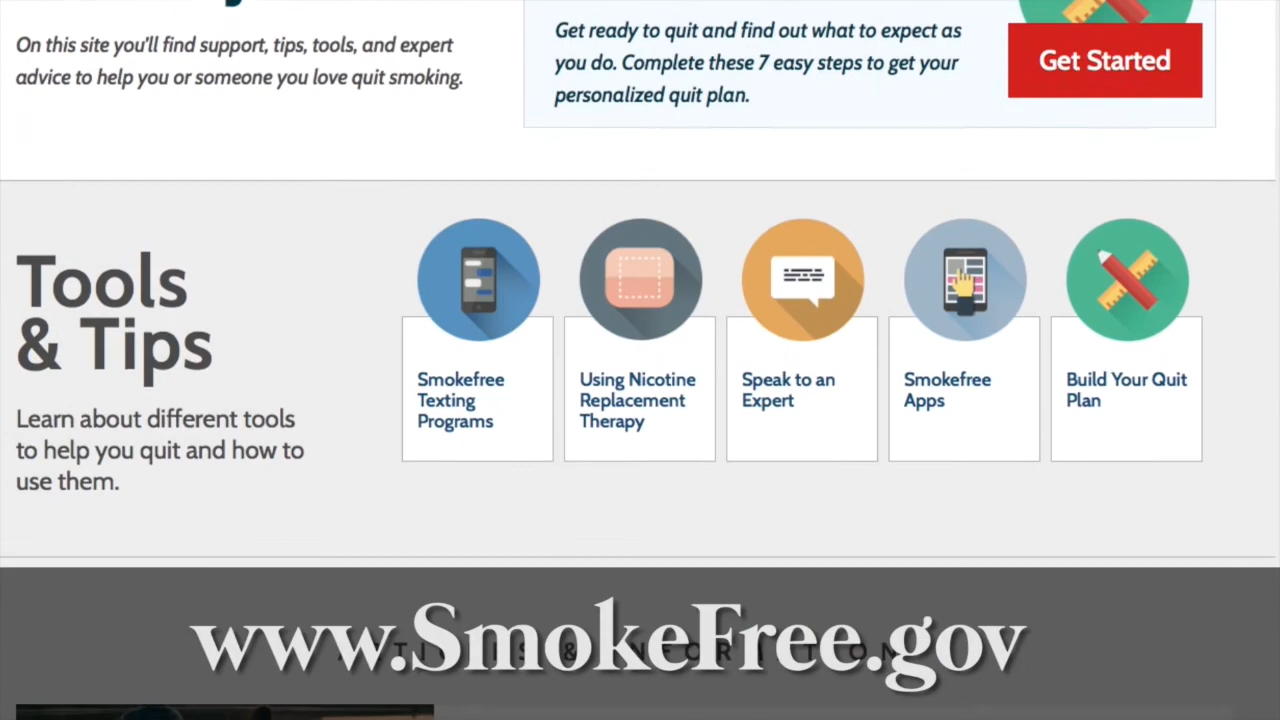 On this site you'll find support, tips, tools, and expert
advice to help you or someone you love quit smoking.
Get ready to quit and find out what to expect as
you do. Complete these 7 easy steps to get your
personalized quit plan.
Get Started
Tools
& Tips
Learn about different tools
to help you quit and how to
use them.
Smokefree
Texting
Programs
Using Nicotine
Replacement
Therapy
Speak to an
Expert
Smokefree
Apps
Build Your Quit
Plan
www.SmokeFree.gov